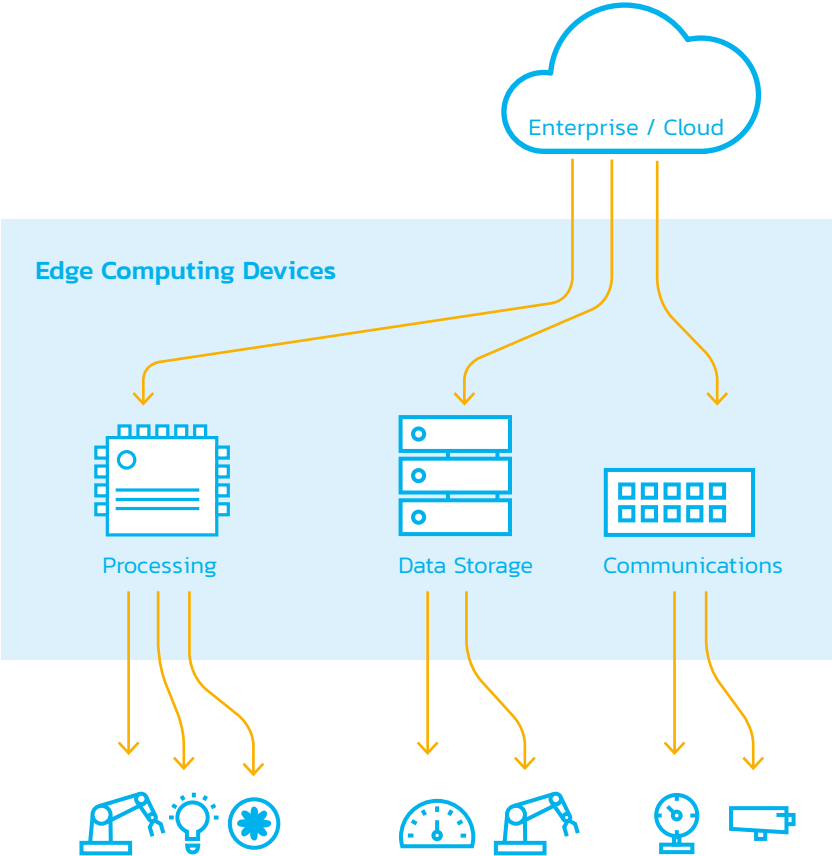 Enterprise / Cloud
Edge Computing Devices
Processing
Data Storage
Communications